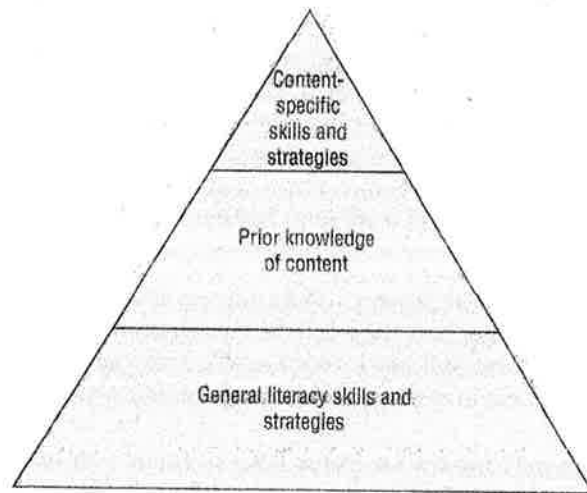 Content-
specific
skills and
strategies
Prior knowledge
of content
General literacy skills and
strategies